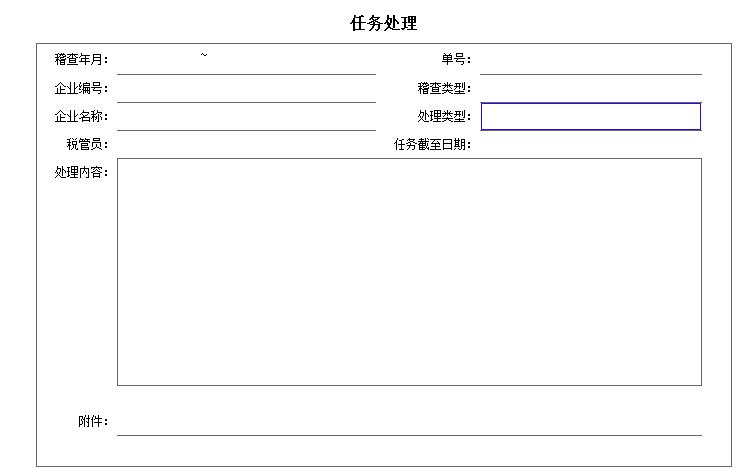 任务处理
稽查年月： ~ 单号：
企业编号： 稽查类型：
企业名称： 处理类型：
税管员： 任务截至日期：
处理内容：
附件：